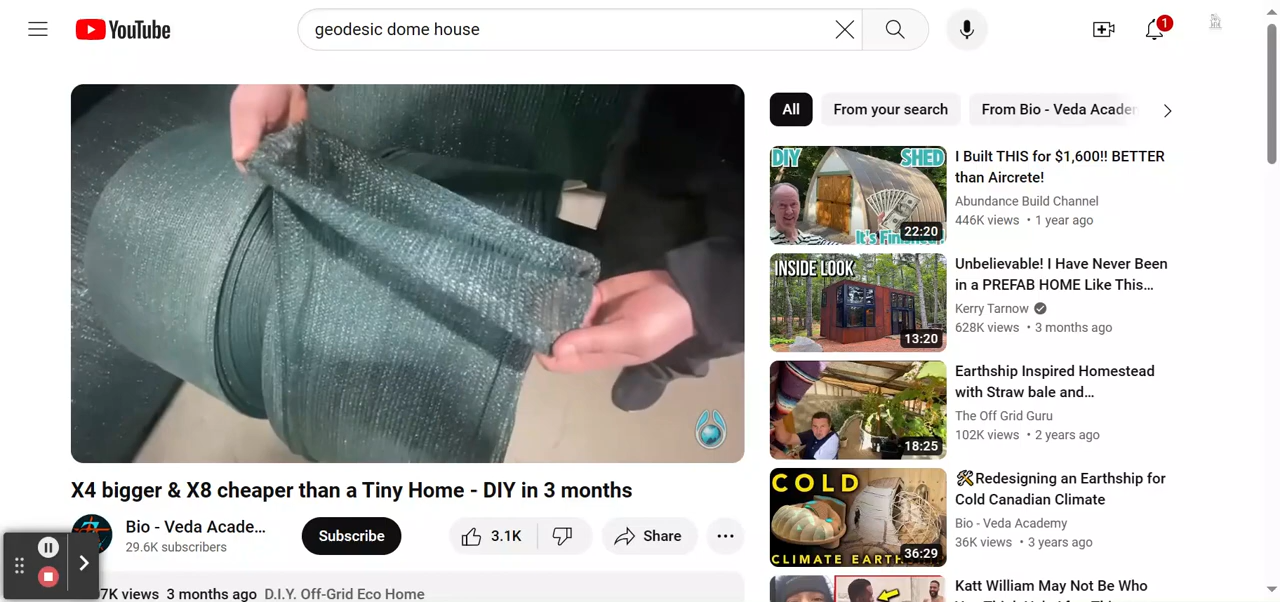 YouTube
geodesic dome house
1
All
From your search
From Bio - Veda Acade
DIY SHED
It's Finished
22:20
I Built THIS for $1,600!! BETTER
than Aircrete!
Abundance Build Channel
446K views • 1 year ago
INSIDE LOOK
13:20
Unbelievable! I Have Never Been
in a PREFAB HOME Like This...
Kerry Tarnow
628K views • 3 months ago
18:25
Earthship Inspired Homestead
with Straw bale and...
The Off Grid Guru
102K views • 2 years ago
COLD
CLIMATE EARTH
36:29
🛠Redesigning an Earthship for
Cold Canadian Climate
Bio - Veda Academy
36K views • 3 years ago
Katt William May Not Be Who
X4 bigger & X8 cheaper than a Tiny Home - DIY in 3 months
Bio - Veda Acade...
29.6K subscribers
Subscribe
3.1K
Share
7K views 3 months ago D.I.Y. Off-Grid Eco Home